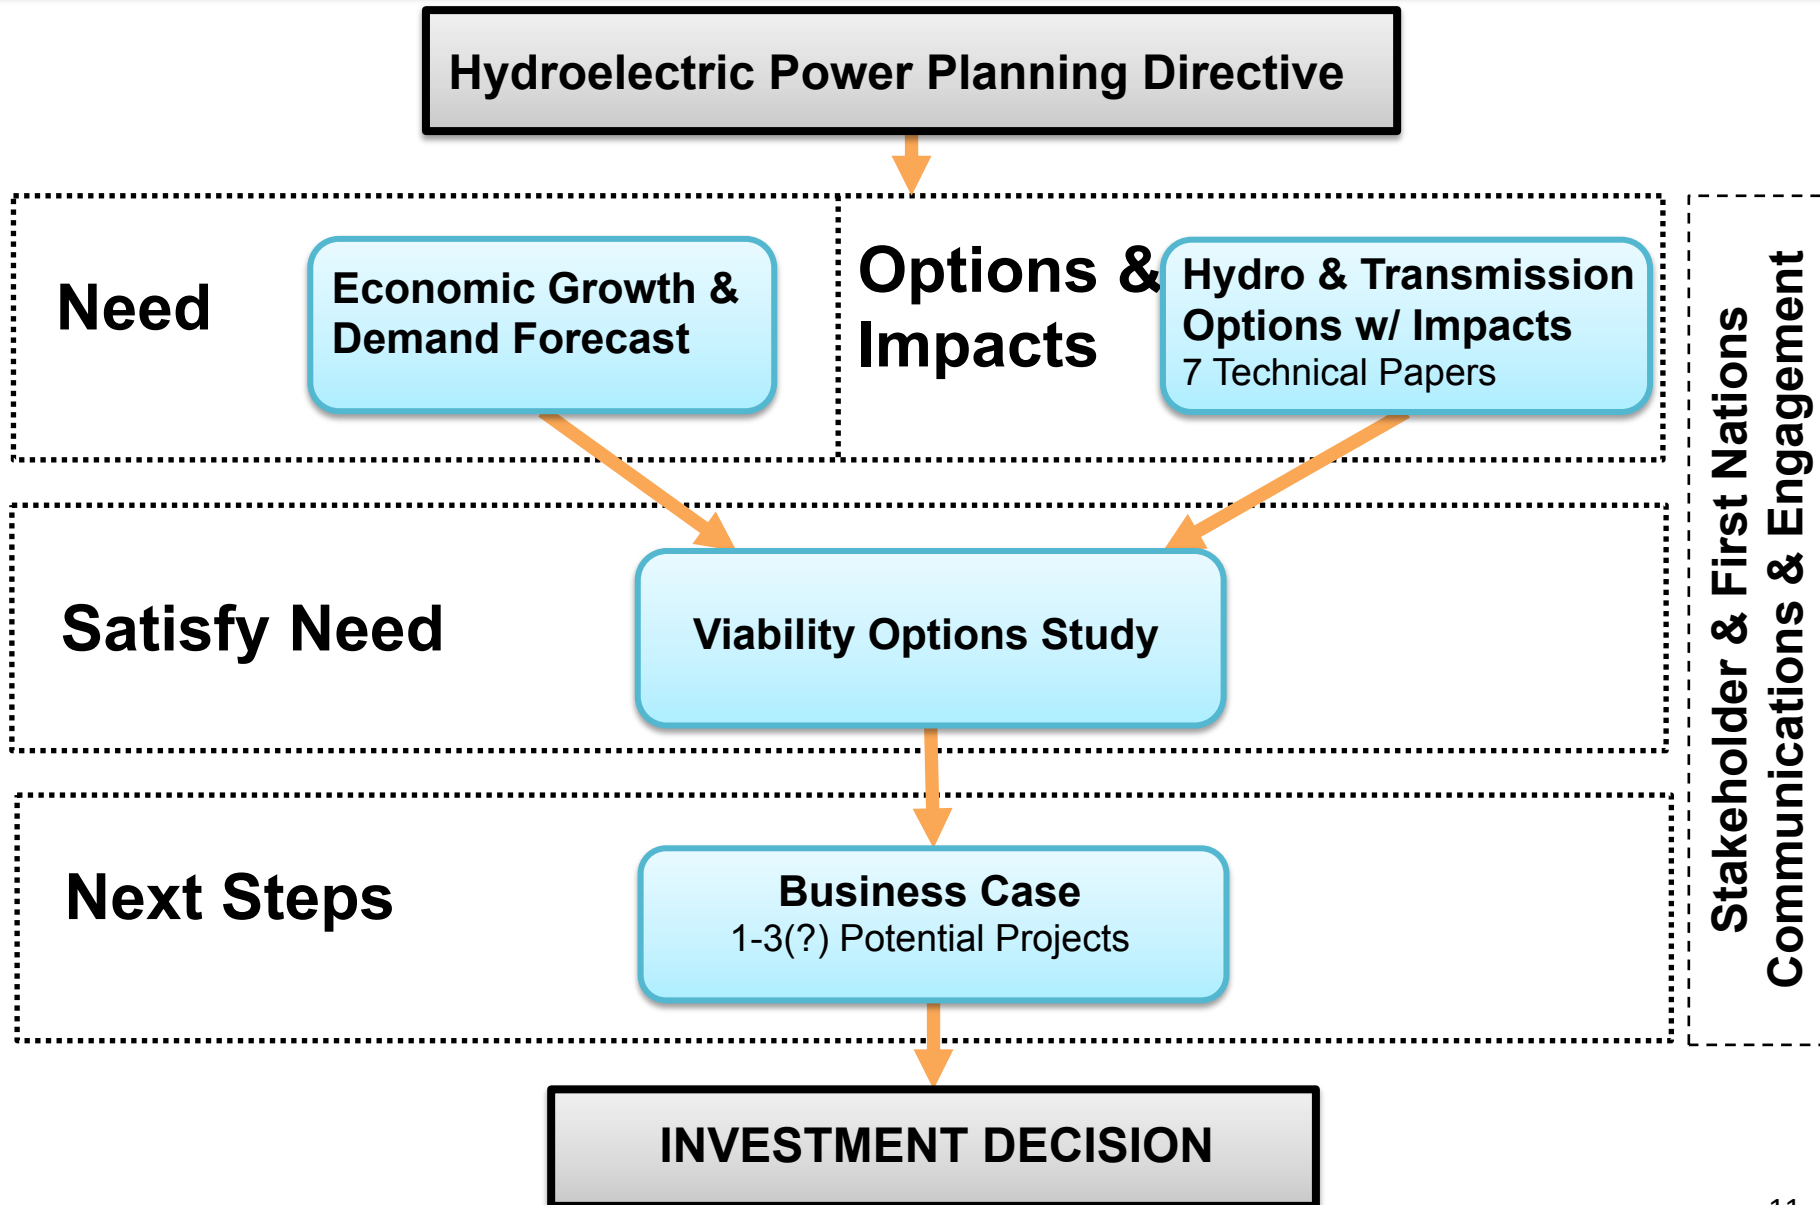 Hydroelectric Power Planning Directive
Need
Economic Growth &
Demand Forecast
Options &
Impacts
Hydro & Transmission
Options w/ Impacts
7 Technical Papers
Satisfy Need
Viability Options Study
Next Steps
Business Case
1-3(?) Potential Projects
INVESTMENT DECISION
Stakeholder & First Nations
Communications & Engagement